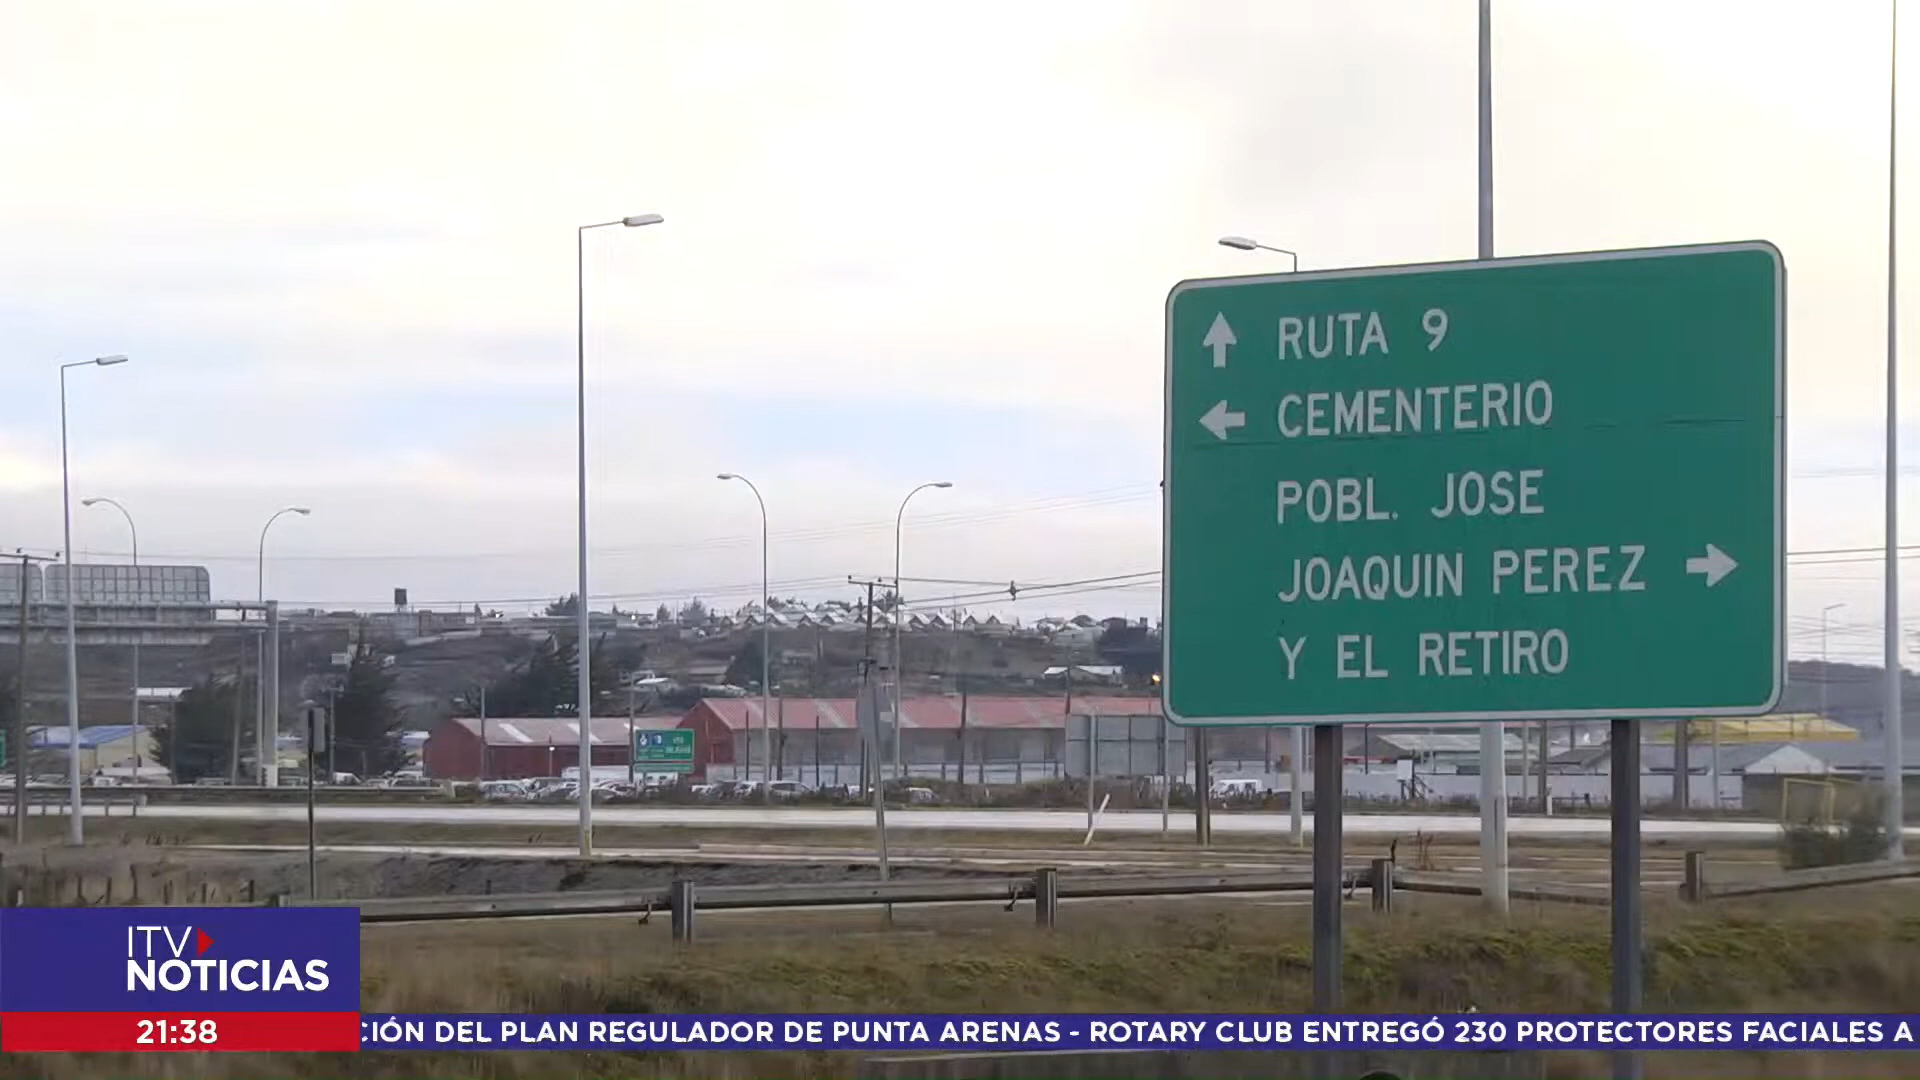 RUTA 9
CEMENTERIO
POBL. JOSE
JOAQUIN PEREZ
Y EL RETIRO
ITV
NOTICIAS
21:38
CIÓN DEL PLAN REGULADOR DE PUNTA ARENAS - ROTARY CLUB ENTREGÓ 230 PROTECTORES FACIALES A